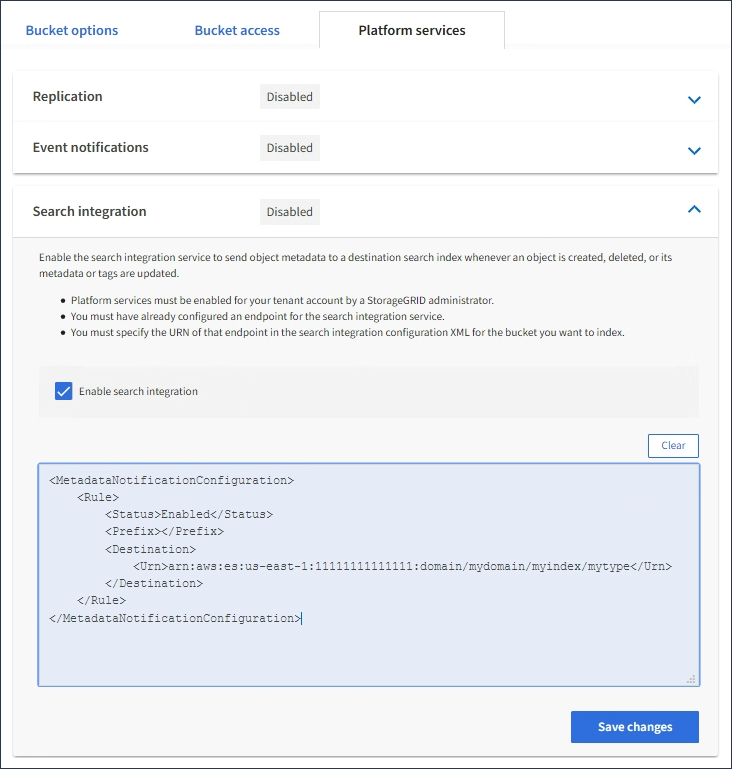 Bucket options Bucket access Platform services
Replication Disabled
Event notifications Disabled
Search integration Disabled
Enable the search integration service to send object metadata to a destination search index whenever an object is created, deleted, or its
metadata or tags are updated.
• Platform services must be enabled for your tenant account by a StorageGRID administrator.
• You must have already configured an endpoint for the search integration service.
• You must specify the URN of that endpoint in the search integration configuration XML for the bucket you want to index.
Enable search integration
Clear
<MetadataNotificationConfiguration>
    <Rule>
        <Status>Enabled</Status>
        <Prefix></Prefix>
        <Destination>
            <Urn>arn:aws:es:us-east-1:11111111111111:domain/mydomain/myindex/mytype</Urn>
        </Destination>
    </Rule>
</MetadataNotificationConfiguration>
Save changes